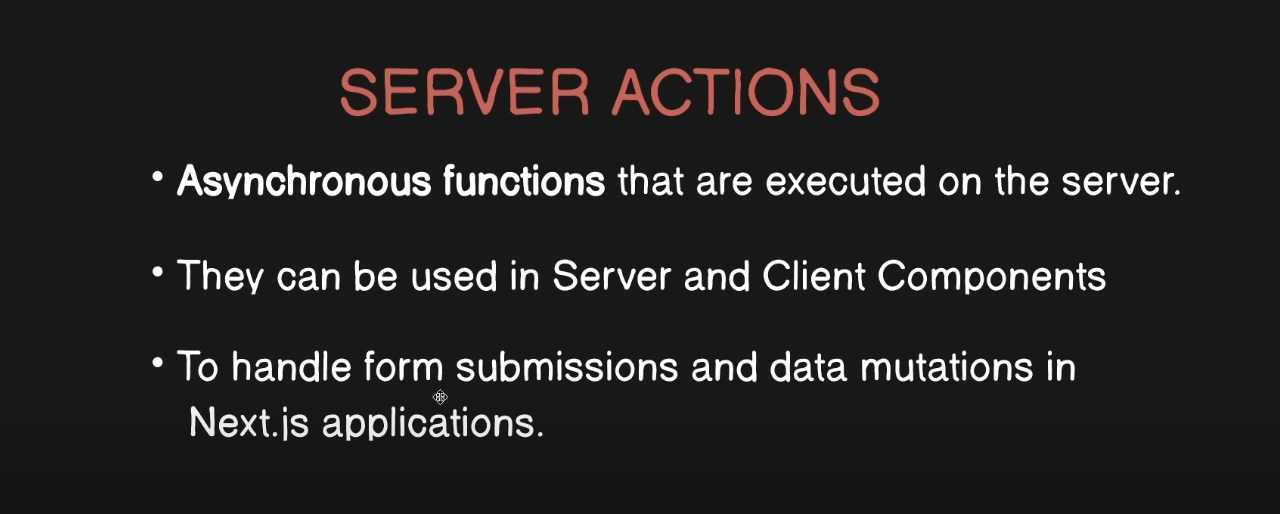 SERVER ACTIONS
• Asynchronous functions that are executed on the server.
• They can be used in Server and Client Components
• To handle form submissions and data mutations in
Next.js applications.